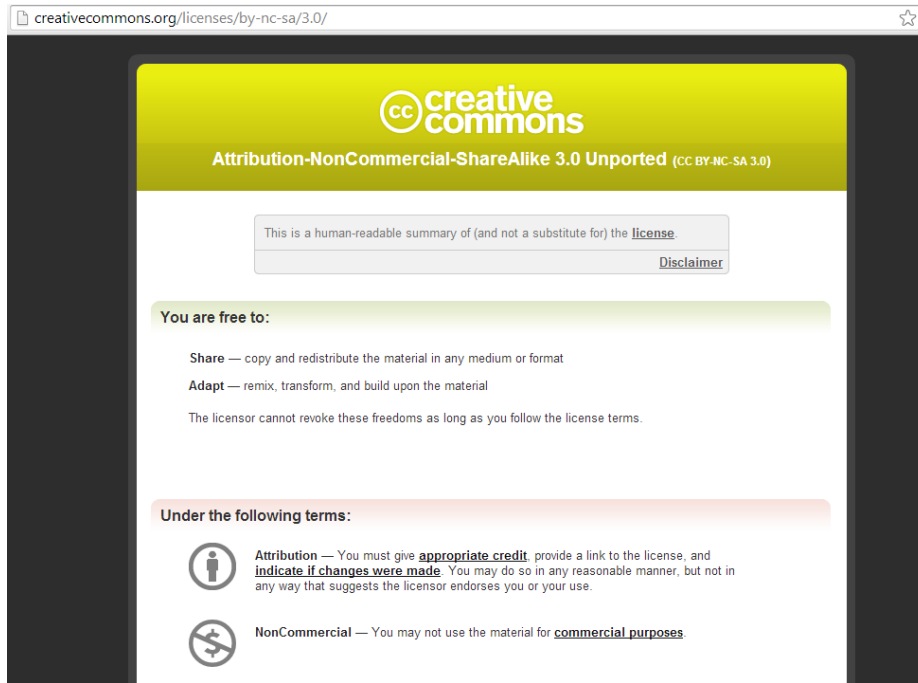 creativecommons.org/licenses/by-nc-sa/3.0/
cc creative
commons
Attribution-NonCommercial-ShareAlike 3.0 Unported (CC BY-NC-SA 3.0)
This is a human-readable summary of (and not a substitute for) the license.
Disclaimer
You are free to:
Share — copy and redistribute the material in any medium or format
Adapt — remix, transform, and build upon the material
The licensor cannot revoke these freedoms as long as you follow the license terms.
Under the following terms:
Attribution — You must give appropriate credit, provide a link to the license, and
indicate if changes were made. You may do so in any reasonable manner, but not in
any way that suggests the licensor endorses you or your use.
NonCommercial — You may not use the material for commercial purposes.